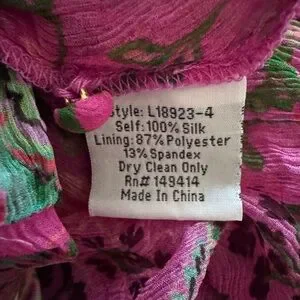 Style: L18923-4
Self: 100% Silk
Lining: 87% Polyester
13% Spandex
Dry Clean Only
Rn# 149414
Made In China